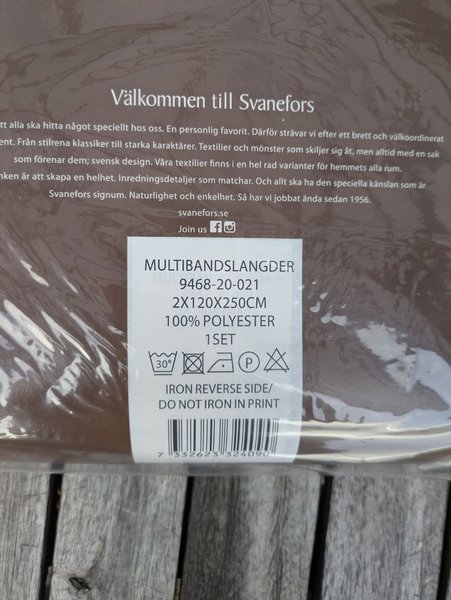 Välkommen till Svanefors
tt alla ska hitta något speciellt hos oss. En personlig favorit. Därför strävar vi efter ett brett och välkoordinerat
ent. Från stilrena klassiker till starka karaktärer. Textilier och mönster som skiljer sig åt, men alltid med en sak
som förenar dem; svensk design. Våra textilier finns i en hel rad varianter för hemmets alla rum.
nken är att skapa en helhet. Inredningsdetaljer som matchar. Och allt ska ha den speciella känslan som är
Svanefors signum. Naturlighet och enkelhet. Så har vi jobbat ända sedan 1956.
svanefors.se
Join us
MULTIBANDSLANGDER
9468-20-021
2X120X250CM
100% POLYESTER
1SET
30° P
IRON REVERSE SIDE/
DO NOT IRON IN PRINT
7 332623 324090